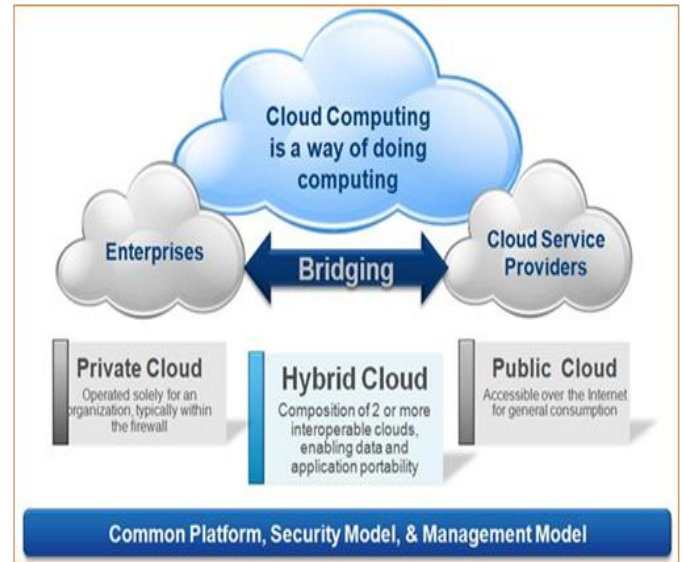 Cloud Computing
is a way of doing
computing
Enterprises
Bridging
Cloud Service
Providers
Private Cloud
Operated solely for an
organization, typically within
the firewall
Hybrid Cloud
Composition of 2 or more
interoperable clouds,
enabling data and
application portability
Public Cloud
Accessible over the Internet
for general consumption
Common Platform, Security Model, & Management Model